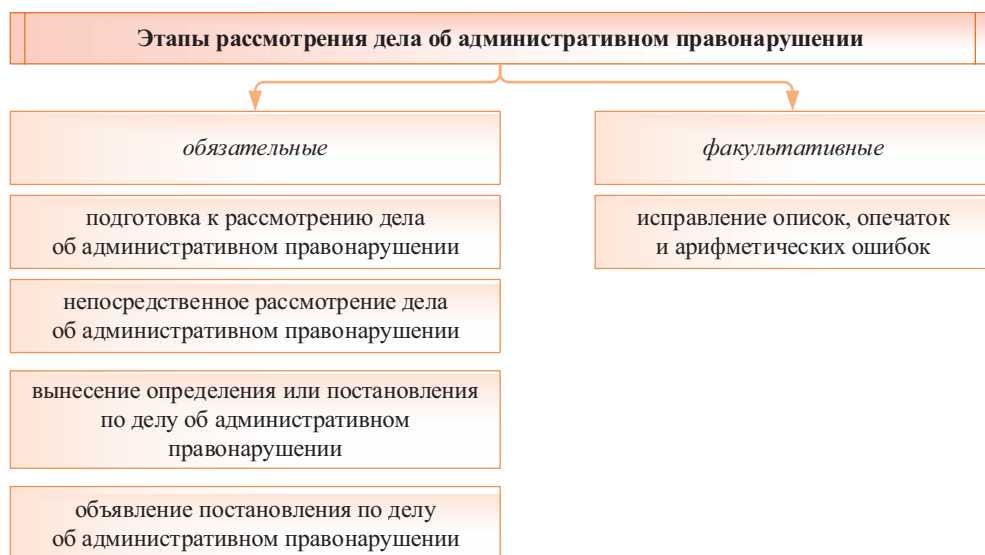 Этапы рассмотрения дела об административном правонарушении
обязательные
подготовка к рассмотрению дела
об административном правонарушении
непосредственное рассмотрение дела
об административном правонарушении
вынесение определения или постановления
по делу об административном
правонарушении
объявление постановления по делу
об административном правонарушении
факультативные
исправление описок, опечаток
и арифметических ошибок